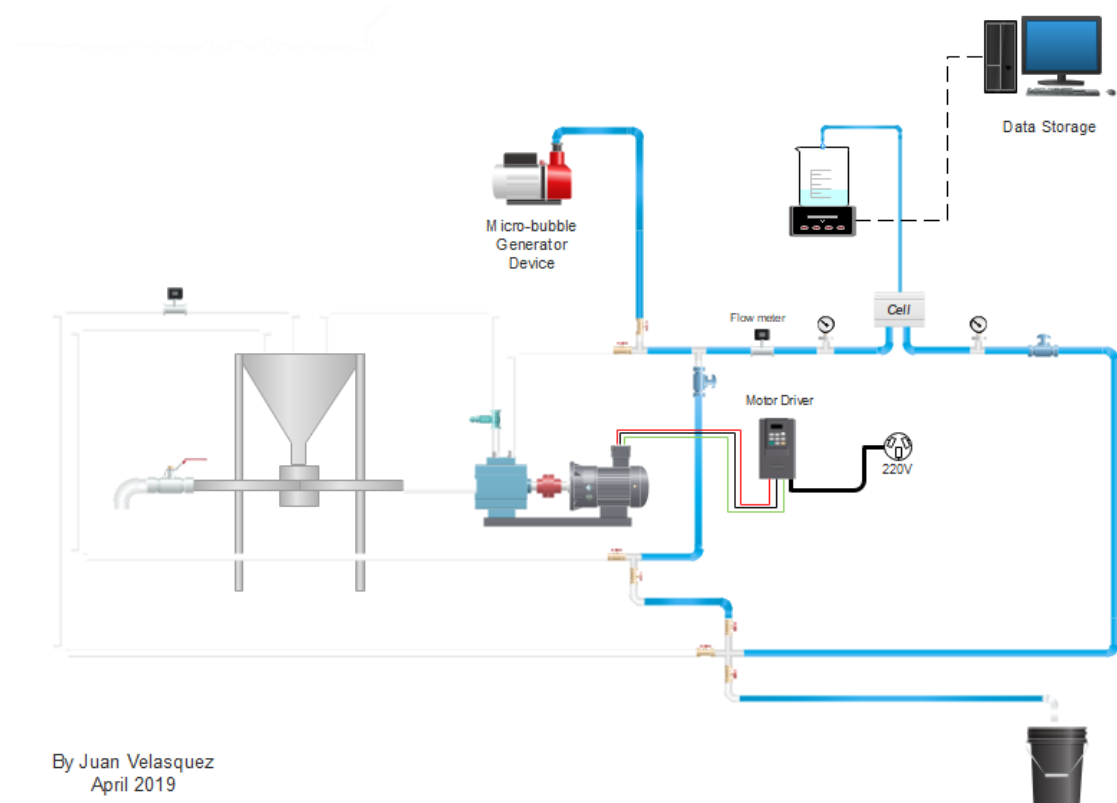 Data Storage
Micro-bubble
Generator
Device
Cell
Flow meter
Motor Driver
220V
By Juan Velasquez
April 2019